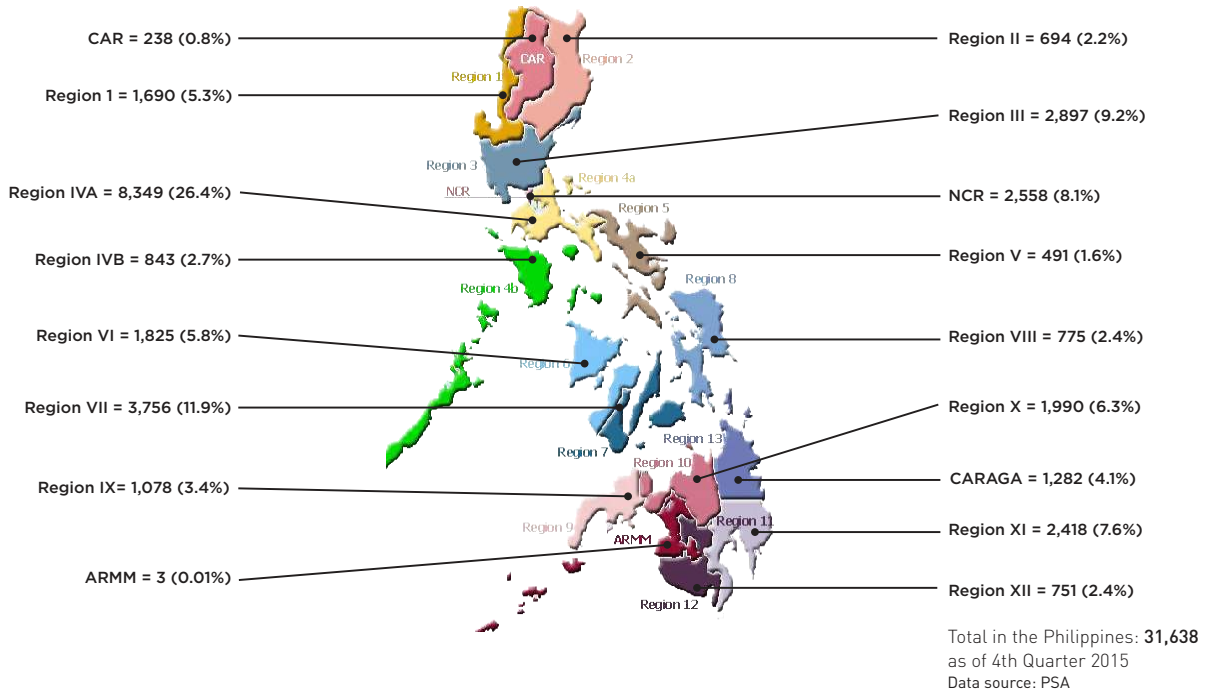 CAR = 238 (0.8%)
Region 1 = 1,690 (5.3%)
Region IVA = 8,349 (26.4%)
Region IVB = 843 (2.7%)
Region VI = 1,825 (5.8%)
Region VII = 3,756 (11.9%)
Region IX= 1,078 (3.4%)
ARMM = 3 (0.01%)
CAR
Region 2
Region 1
Region 3
Region 4a
NCR
Region 5
Region 4b
Region 8
Region 6
Region 7
Region 13
Region 10
Region 9
Region 11
ARMM
Region 12
Region II = 694 (2.2%)
Region III = 2,897 (9.2%)
NCR = 2,558 (8.1%)
Region V = 491 (1.6%)
Region VIII = 775 (2.4%)
Region X = 1,990 (6.3%)
CARAGA = 1,282 (4.1%)
Region XI = 2,418 (7.6%)
Region XII = 751 (2.4%)
Total in the Philippines: 31,638
as of 4th Quarter 2015
Data source: PSA